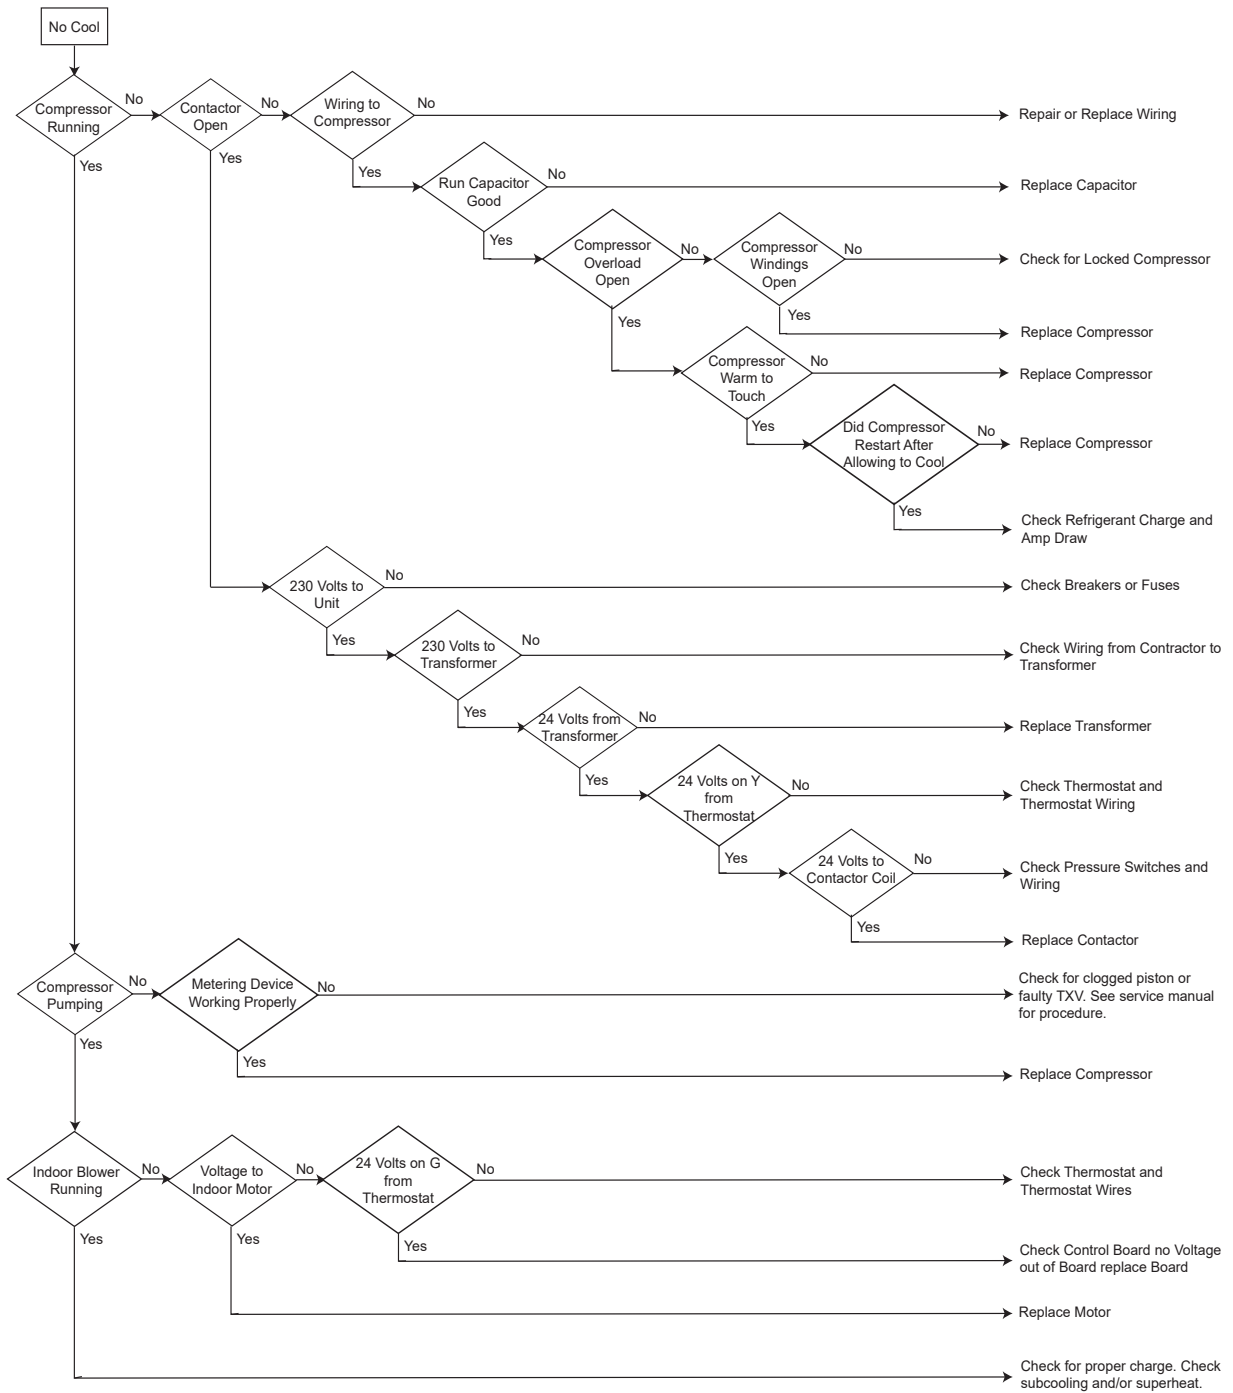 No Cool
Compressor
Running
No
Yes
Contactor
Open
No
Yes
Wiring to
Compressor
No
Yes
Repair or Replace Wiring
Run Capacitor
Good
No
Yes
Replace Capacitor
Compressor
Overload
Open
No
Yes
Compressor
Windings
Open
No
Yes
Check for Locked Compressor
Replace Compressor
Compressor
Warm to
Touch
No
Yes
Replace Compressor
Did Compressor
Restart After
Allowing to Cool
No
Yes
Replace Compressor
Check Refrigerant Charge and
Amp Draw
230 Volts to
Unit
No
Yes
Check Breakers or Fuses
230 Volts to
Transformer
No
Yes
Check Wiring from Contractor to
Transformer
24 Volts from
Transformer
No
Yes
Replace Transformer
24 Volts on Y
from
Thermostat
No
Yes
Check Thermostat and
Thermostat Wiring
24 Volts to
Contactor Coil
No
Yes
Check Pressure Switches and
Wiring
Replace Contactor
Compressor
Pumping
No
Yes
Metering Device
Working Properly
No
Yes
Check for clogged piston or
faulty TXV. See service manual
for procedure.
Replace Compressor
Indoor Blower
Running
No
Yes
Voltage to
Indoor Motor
No
Yes
24 Volts on G
from
Thermostat
No
Yes
Check Thermostat and
Thermostat Wires
Check Control Board no Voltage
out of Board replace Board
Replace Motor
Check for proper charge. Check
subcooling and/or superheat.